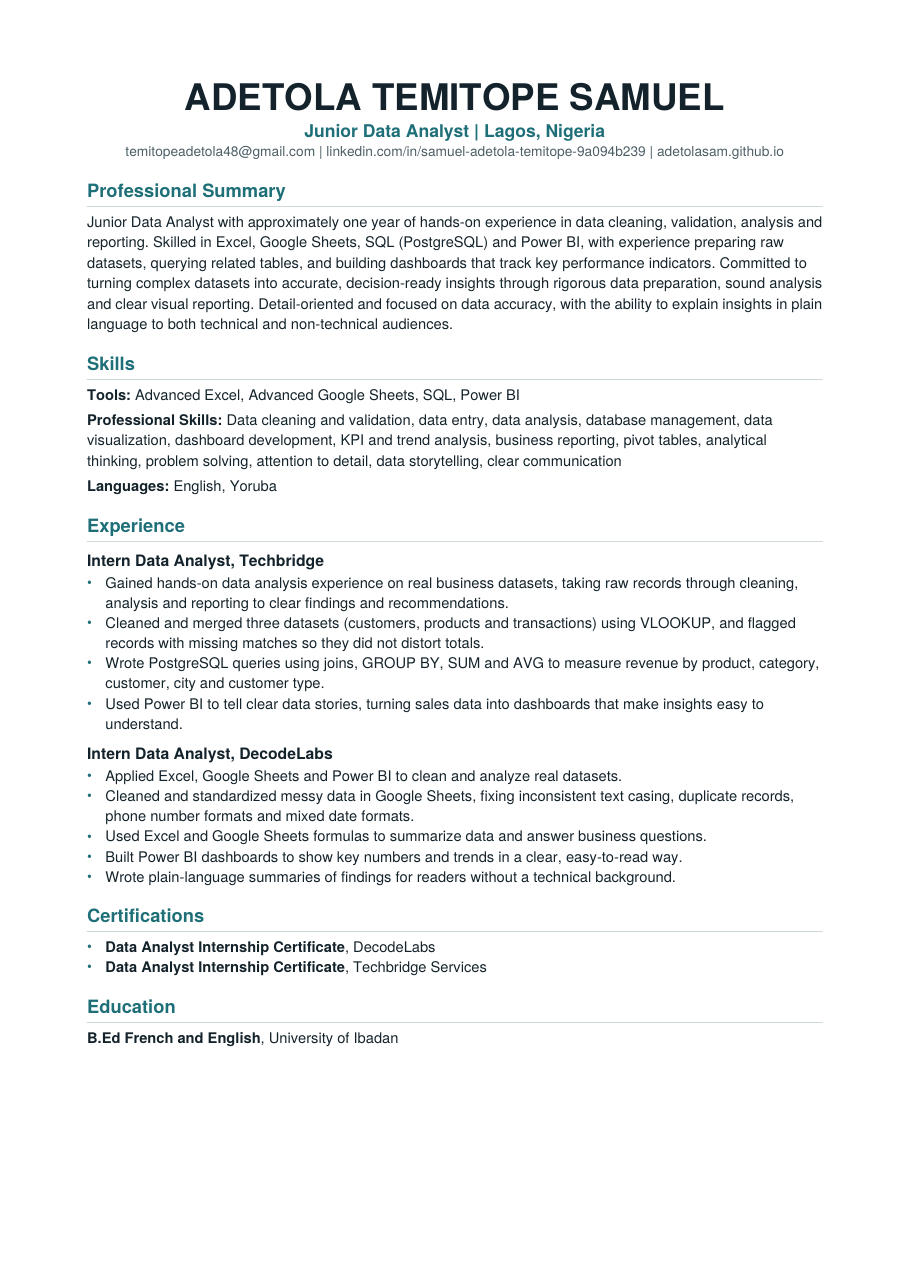 ADETOLA TEMITOPE SAMUEL
Junior Data Analyst | Lagos, Nigeria
temitopeadetola48@gmail.com | linkedin.com/in/samuel-adetola-temitope-9a094b239 | adetolasam.github.io
Professional Summary
Junior Data Analyst with approximately one year of hands-on experience in data cleaning, validation, analysis and
reporting. Skilled in Excel, Google Sheets, SQL (PostgreSQL) and Power BI, with experience preparing raw
datasets, querying related tables, and building dashboards that track key performance indicators. Committed to
turning complex datasets into accurate, decision-ready insights through rigorous data preparation, sound analysis
and clear visual reporting. Detail-oriented and focused on data accuracy, with the ability to explain insights in plain
language to both technical and non-technical audiences.
Skills
Tools: Advanced Excel, Advanced Google Sheets, SQL, Power BI
Professional Skills: Data cleaning and validation, data entry, data analysis, database management, data
visualization, dashboard development, KPI and trend analysis, business reporting, pivot tables, analytical
thinking, problem solving, attention to detail, data storytelling, clear communication
Languages: English, Yoruba
Experience
Intern Data Analyst, Techbridge
• Gained hands-on data analysis experience on real business datasets, taking raw records through cleaning,
analysis and reporting to clear findings and recommendations.
• Cleaned and merged three datasets (customers, products and transactions) using VLOOKUP, and flagged
records with missing matches so they did not distort totals.
• Wrote PostgreSQL queries using joins, GROUP BY, SUM and AVG to measure revenue by product, category,
customer, city and customer type.
• Used Power BI to tell clear data stories, turning sales data into dashboards that make insights easy to
understand.
Intern Data Analyst, DecodeLabs
• Applied Excel, Google Sheets and Power BI to clean and analyze real datasets.
• Cleaned and standardized messy data in Google Sheets, fixing inconsistent text casing, duplicate records,
phone number formats and mixed date formats.
• Used Excel and Google Sheets formulas to summarize data and answer business questions.
• Built Power BI dashboards to show key numbers and trends in a clear, easy-to-read way.
• Wrote plain-language summaries of findings for readers without a technical background.
Certifications
• Data Analyst Internship Certificate, DecodeLabs
• Data Analyst Internship Certificate, Techbridge Services
Education
B.Ed French and English, University of Ibadan